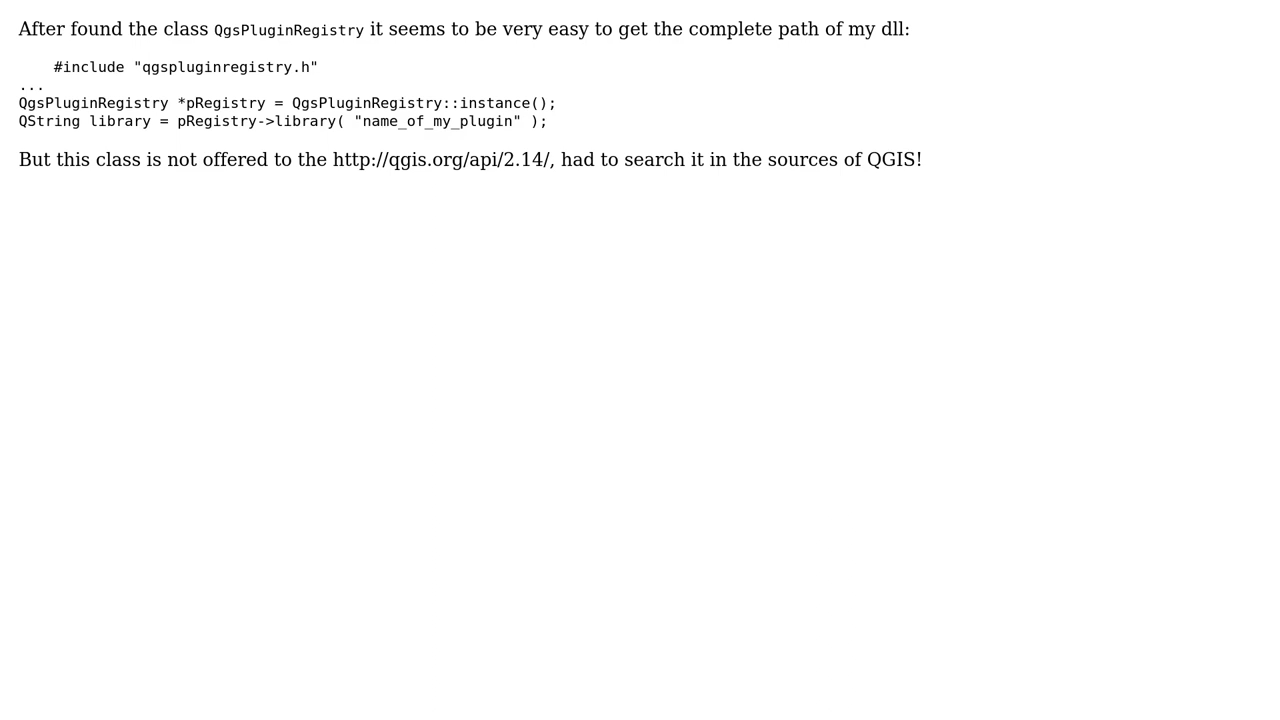 After found the class QgsPluginRegistry it seems to be very easy to get the complete path of my dll:
#include "qgspluginregistry.h"
...
QgsPluginRegistry *pRegistry = QgsPluginRegistry::instance();
QString library = pRegistry->library( "name_of_my_plugin" );
But this class is not offered to the http://qgis.org/api/2.14/, had to search it in the sources of QGIS!